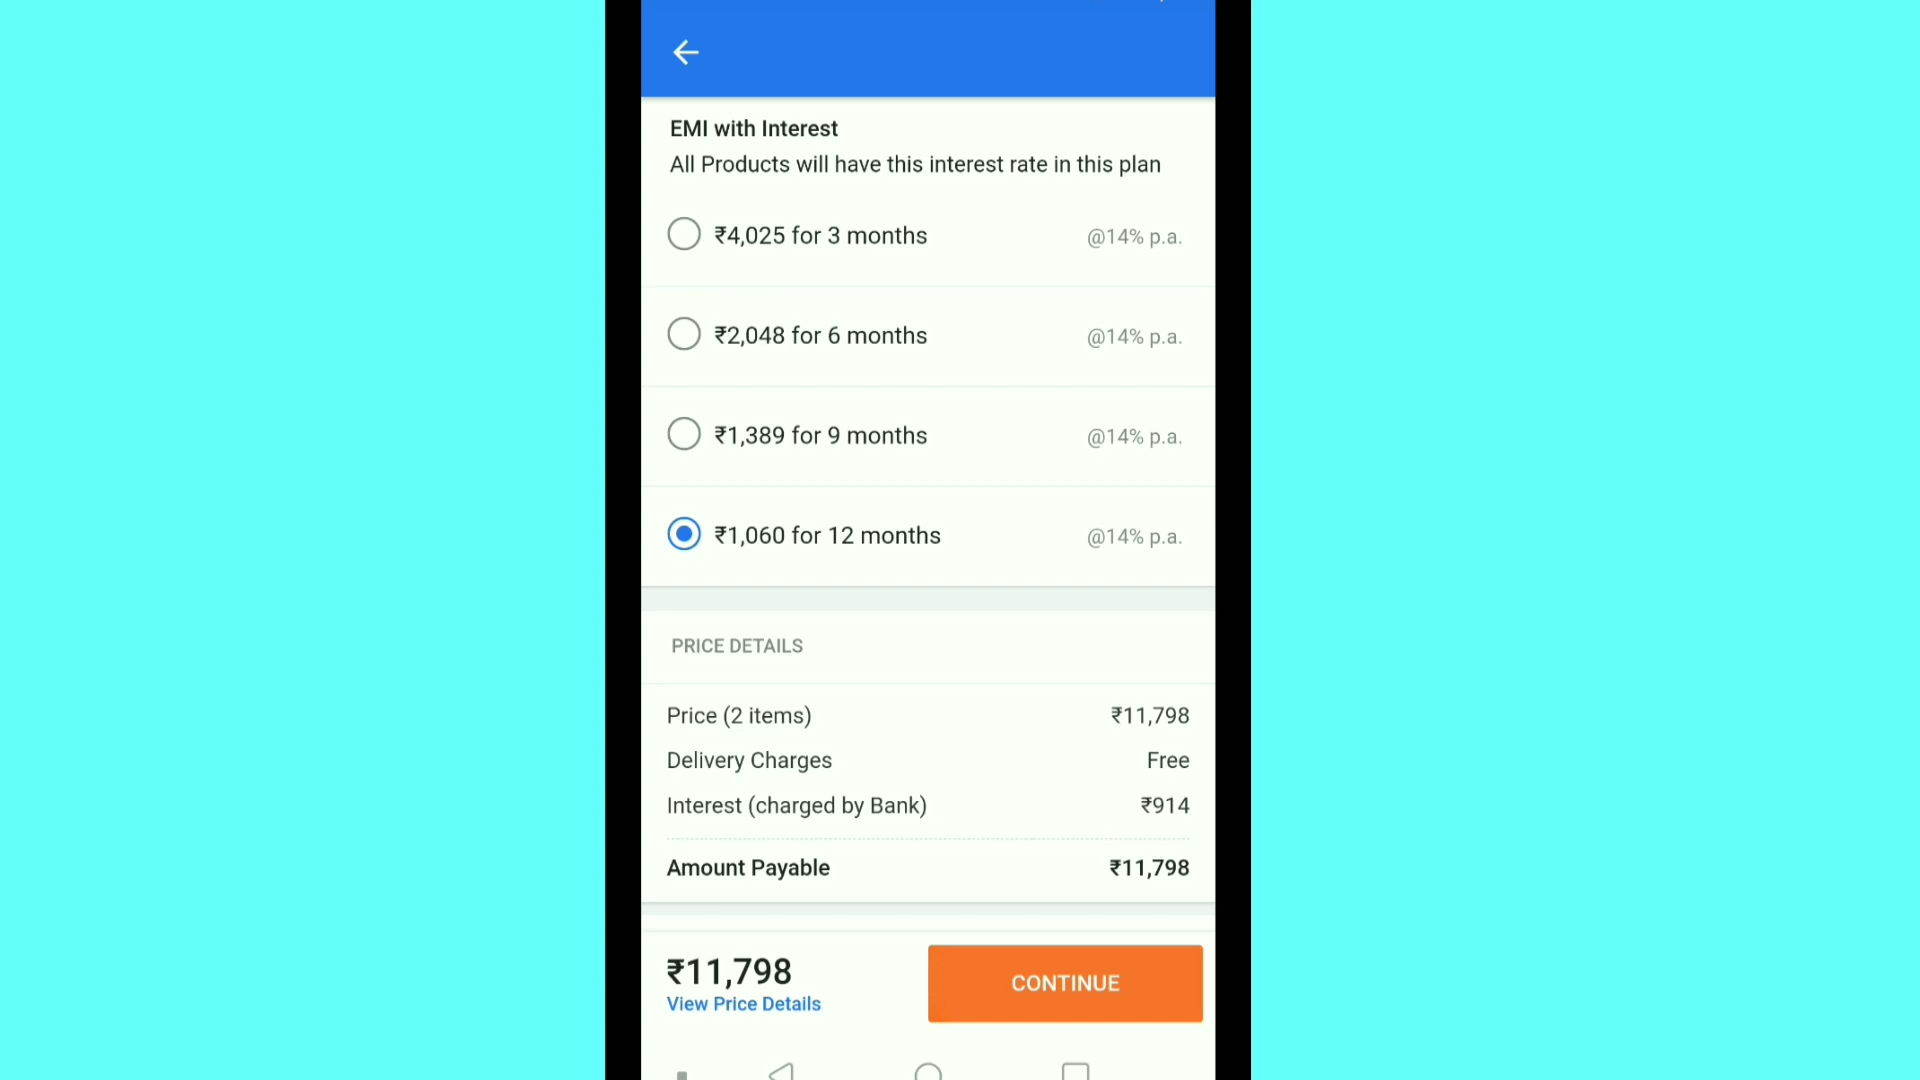 EMI with Interest
All Products will have this interest rate in this plan
₹4,025 for 3 months @14% p.a.
₹2,048 for 6 months @14% p.a.
₹1,389 for 9 months @14% p.a.
₹1,060 for 12 months @14% p.a.
PRICE DETAILS
Price (2 items) ₹11,798
Delivery Charges Free
Interest (charged by Bank) ₹914
Amount Payable ₹11,798
₹11,798
View Price Details
CONTINUE